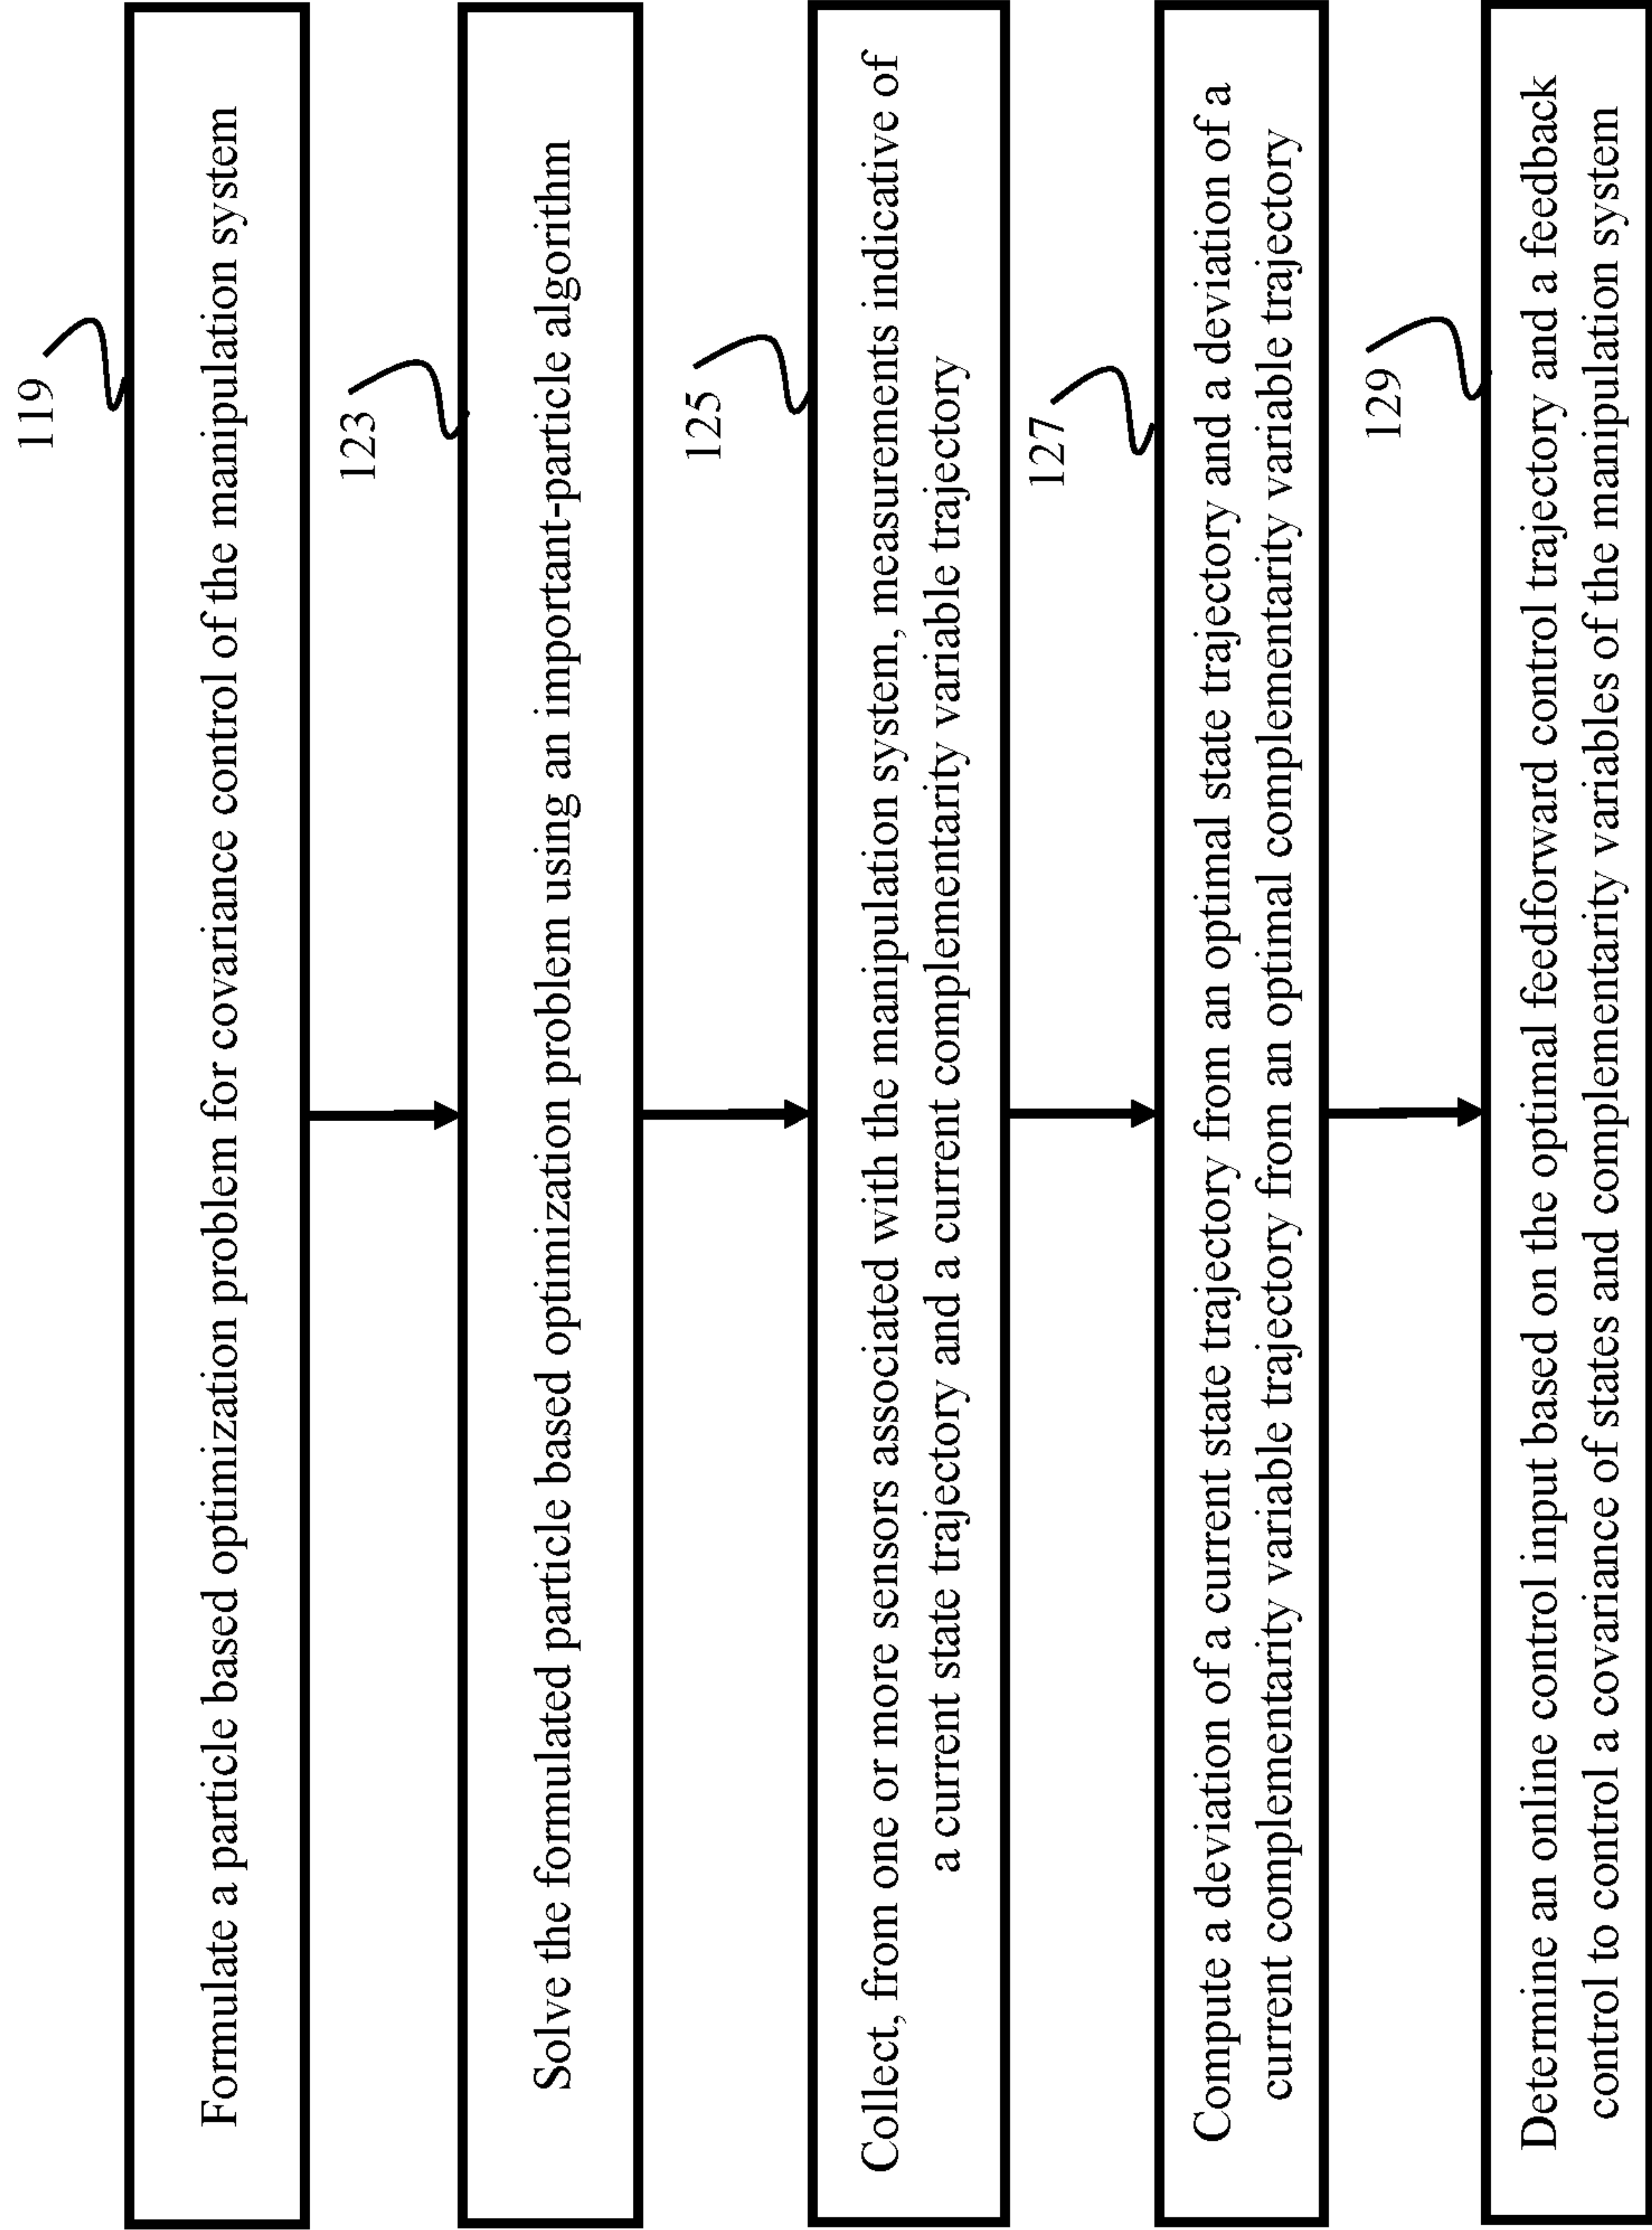 119
Formulate a particle based optimization problem for covariance control of the manipulation system
123
Solve the formulated particle based optimization problem using an important-particle algorithm
125
Collect, from one or more sensors associated with the manipulation system, measurements indicative of
a current state trajectory and a current complementarity variable trajectory
127
Compute a deviation of a current state trajectory from an optimal state trajectory and a deviation of a
current complementarity variable trajectory from an optimal complementarity variable trajectory
129
Determine an online control input based on the optimal feedforward control trajectory and a feedback
control to control a covariance of states and complementarity variables of the manipulation system